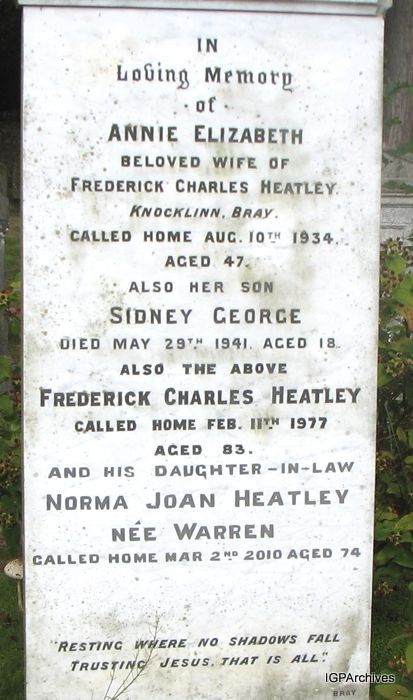 IN
Loving Memory
of
ANNIE ELIZABETH
BELOVED WIFE OF
FREDERICK CHARLES HEATLEY.
KNOCKLINN, BRAY.
CALLED HOME AUG. 10TH 1934.
AGED 47.
ALSO HER SON
SIDNEY GEORGE
DIED MAY 29TH 1941. AGED 18.
ALSO THE ABOVE
FREDERICK CHARLES HEATLEY
CALLED HOME FEB. 11TH 1977
AGED 83.
AND HIS DAUGHTER-IN-LAW
NORMA JOAN HEATLEY
NÉE WARREN
CALLED HOME MAR 2ND 2010 AGED 74
"RESTING WHERE NO SHADOWS FALL
TRUSTING JESUS, THAT IS ALL".
IGPArchives
BRAY